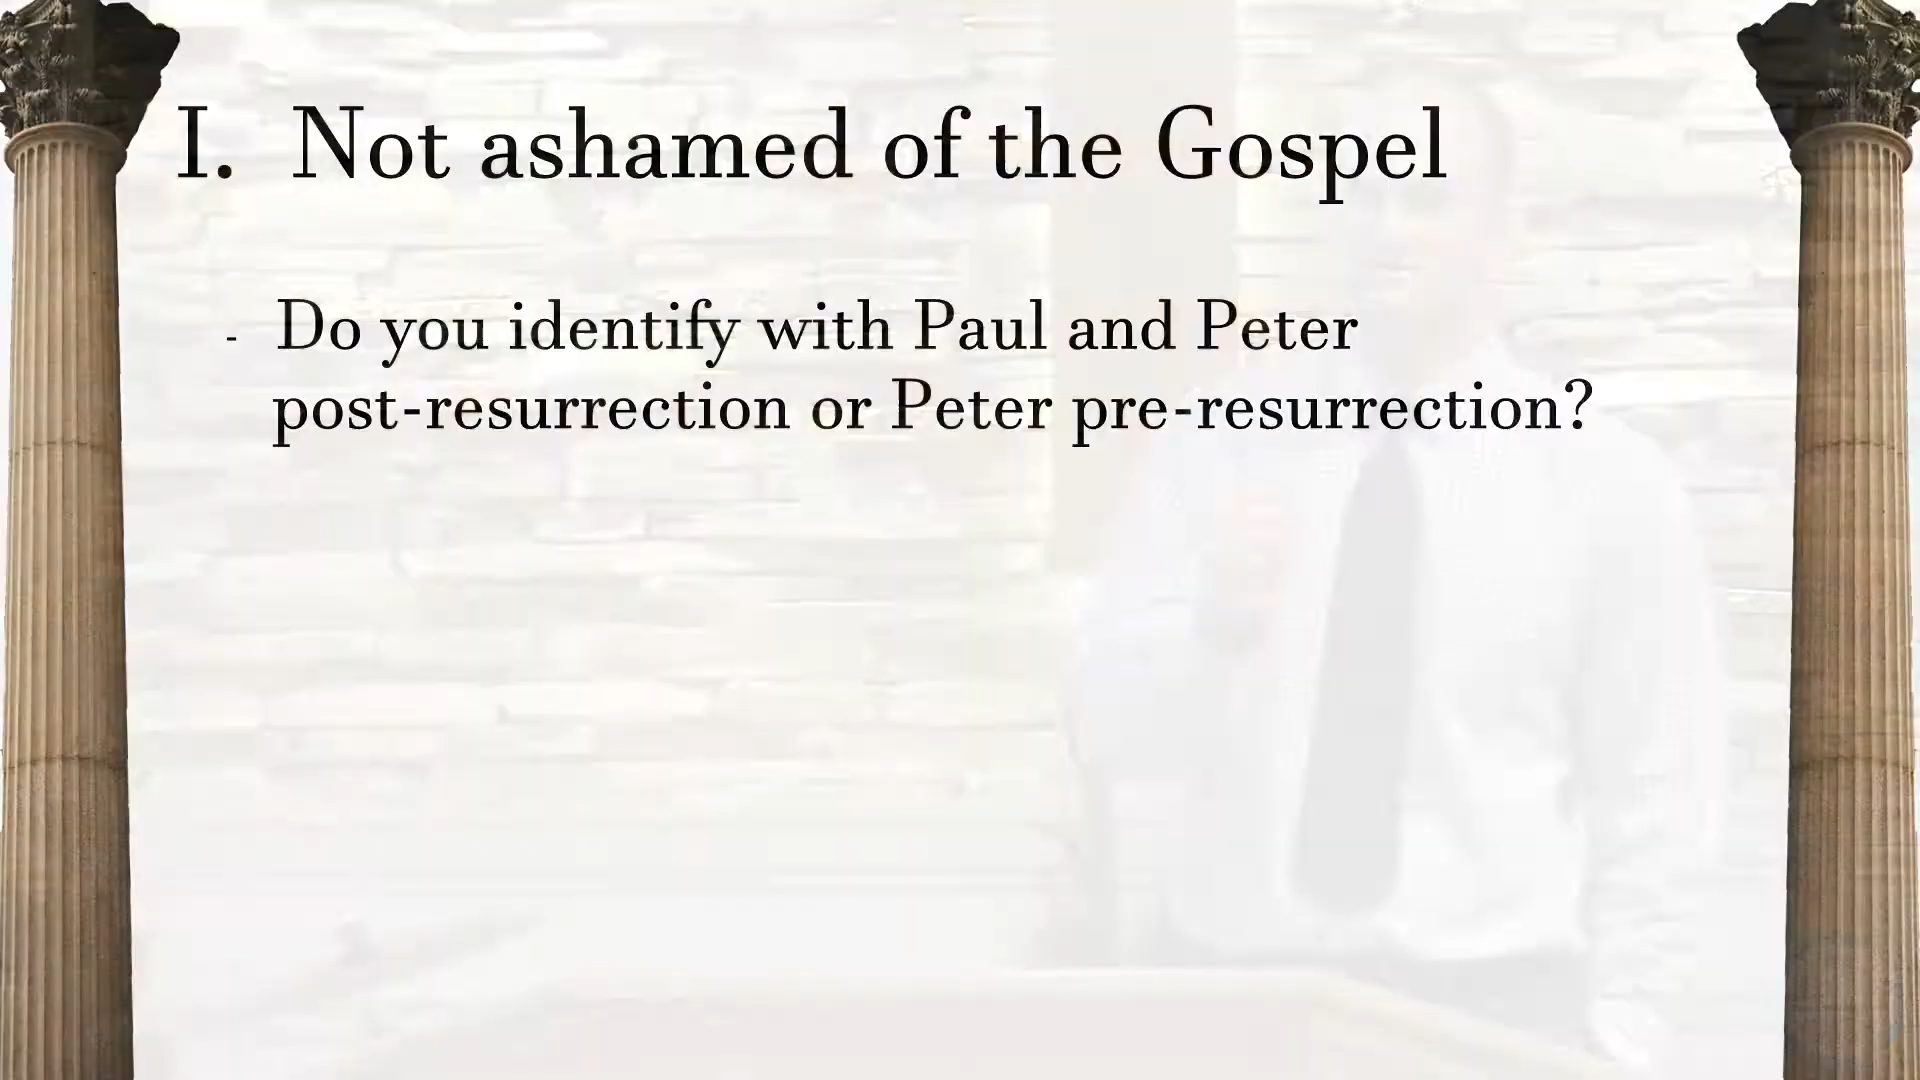 I. Not ashamed of the Gospel
- Do you identify with Paul and Peter
post-resurrection or Peter pre-resurrection?